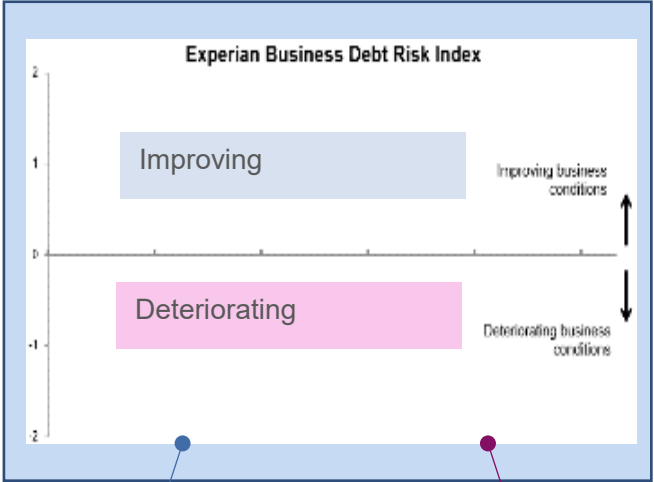 Experian Business Debt Risk Index
2
Improving
1
Improving business
conditions
0
Deteriorating
-1
Deteriorating business
conditions
-2